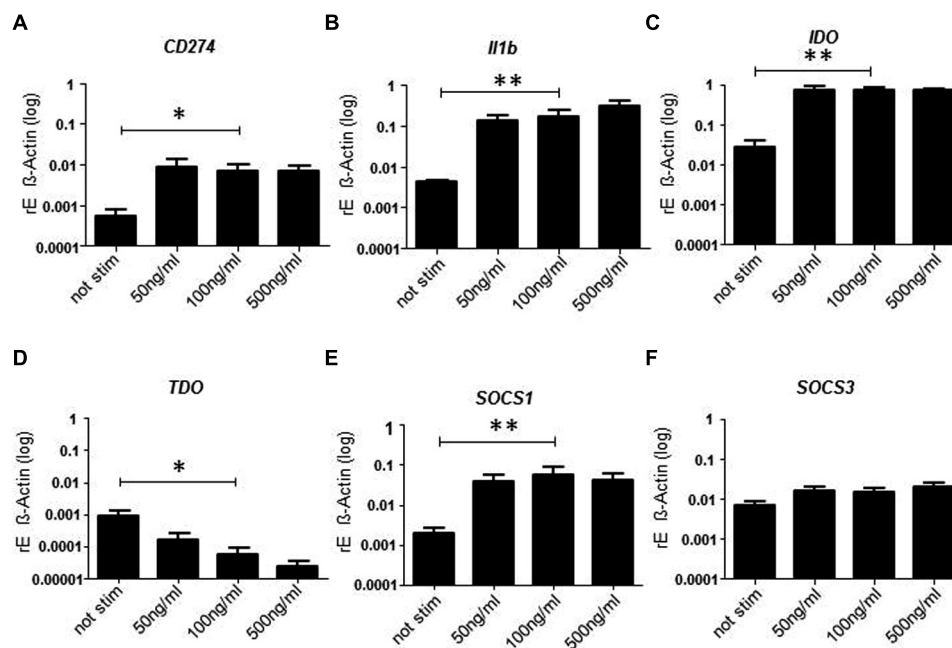 A
CD274
*
rE ß-Actin (log)
1
0.1
0.01
0.001
0.0001
not stim
50ng/ml
100ng/ml
500ng/ml
B
Il1b
**
rE ß-Actin (log)
1
0.1
0.01
0.001
0.0001
not stim
50ng/ml
100ng/ml
500ng/ml
C
IDO
**
rE ß-Actin (log)
1
0.1
0.01
0.001
0.0001
not stim
50ng/ml
100ng/ml
500ng/ml
D
TDO
*
rE ß-Actin (log)
1
0.1
0.01
0.001
0.0001
0.00001
not stim
50ng/ml
100ng/ml
500ng/ml
E
SOCS1
**
rE ß-Actin (log)
1
0.1
0.01
0.001
0.0001
not stim
50ng/ml
100ng/ml
500ng/ml
F
SOCS3
rE ß-Actin (log)
1
0.1
0.01
0.001
0.0001
not stim
50ng/ml
100ng/ml
500ng/ml